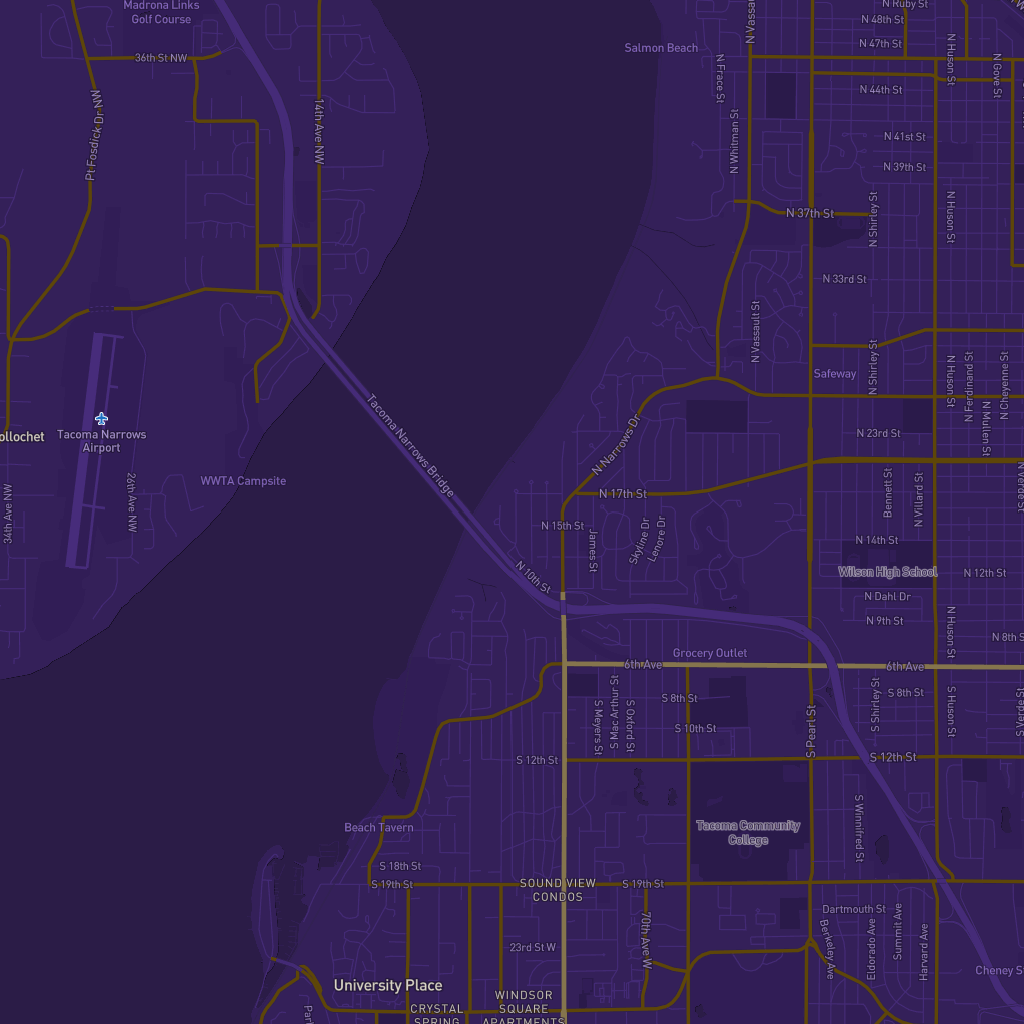 Madrona Links
Golf Course
36th St NW
Pt Fosdick Dr NW
14th Ave NW
Salmon Beach
N Ruby St
N 48th St
N 47th St
N 44th St
N 41st St
N 39th St
N 37th St
N 33rd St
N Vassau
N Frace St
N Whitman St
N Huson St
N Gove St
N Shirley St
N Huson St
N Vassault St
Safeway
N Shirley St
N Huson St
N Ferdinand St
N Cheyenne St
N Mullen St
N Verde St
N 23rd St
N Narrows Dr
N 17th St
N 15th St
James St
Skyline Dr
Lenore Dr
Bennett St
N Villard St
N 14th St
Wilson High School
N 12th St
N Dahl Dr
N 9th St
N 8th S
N Huson St
Tacoma Narrows Bridge
N 10th St
ollochet
Tacoma Narrows
Airport
WWTA Campsite
26th Ave NW
34th Ave NW
Grocery Outlet
6th Ave
6th Ave
S 8th St
S 8th St
S 10th St
S Meyers St
S Mac Arthur St
S Oxford St
S Pearl St
S Shirley St
S Huson St
S Verde St
S 12th St
S 12th St
S Winnifred St
Tacoma Community
College
Beach Tavern
S 18th St
S 19th St
S 19th St
SOUND VIEW
CONDOS
23rd St W
70th Ave W
Dartmouth St
Berkeley Ave
Eldorado Ave
Summit Ave
Harvard Ave
Cheney S
University Place
CRYSTAL
SPRING
WINDSOR
SQUARE
APARTMENTS
Park